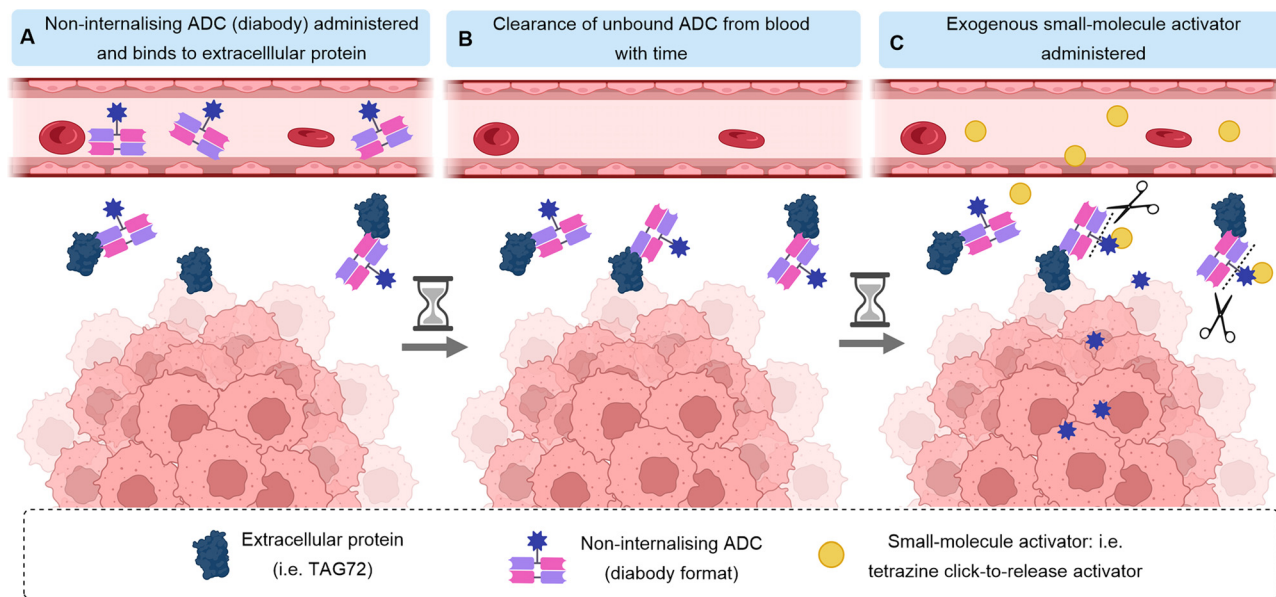 A
Non-internalising ADC (diabody) administered
and binds to extracelllular protein
B
Clearance of unbound ADC from blood
with time
C
Exogenous small-molecule activator
administered
Extracellular protein
(i.e. TAG72)
Non-internalising ADC
(diabody format)
Small-molecule activator: i.e.
tetrazine click-to-release activator